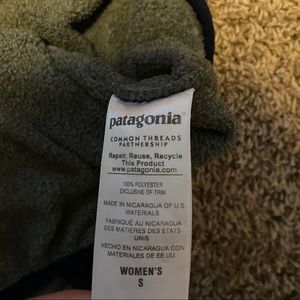 patagonia®
COMMON THREADS
PARTNERSHIP
Repair, Reuse, Recycle
This Product
www.patagonia.com
100% POLYESTER
EXCLUSIVE OF TRIM
MADE IN NICARAGUA OF U.S.
MATERIALS
FABRIQUÉ AU NICARAGUA
DES MATIERES DES ETATS
UNIS
HECHO EN NICARAGUA CON
MATERIALES DE EE.UU.
WOMEN'S
S